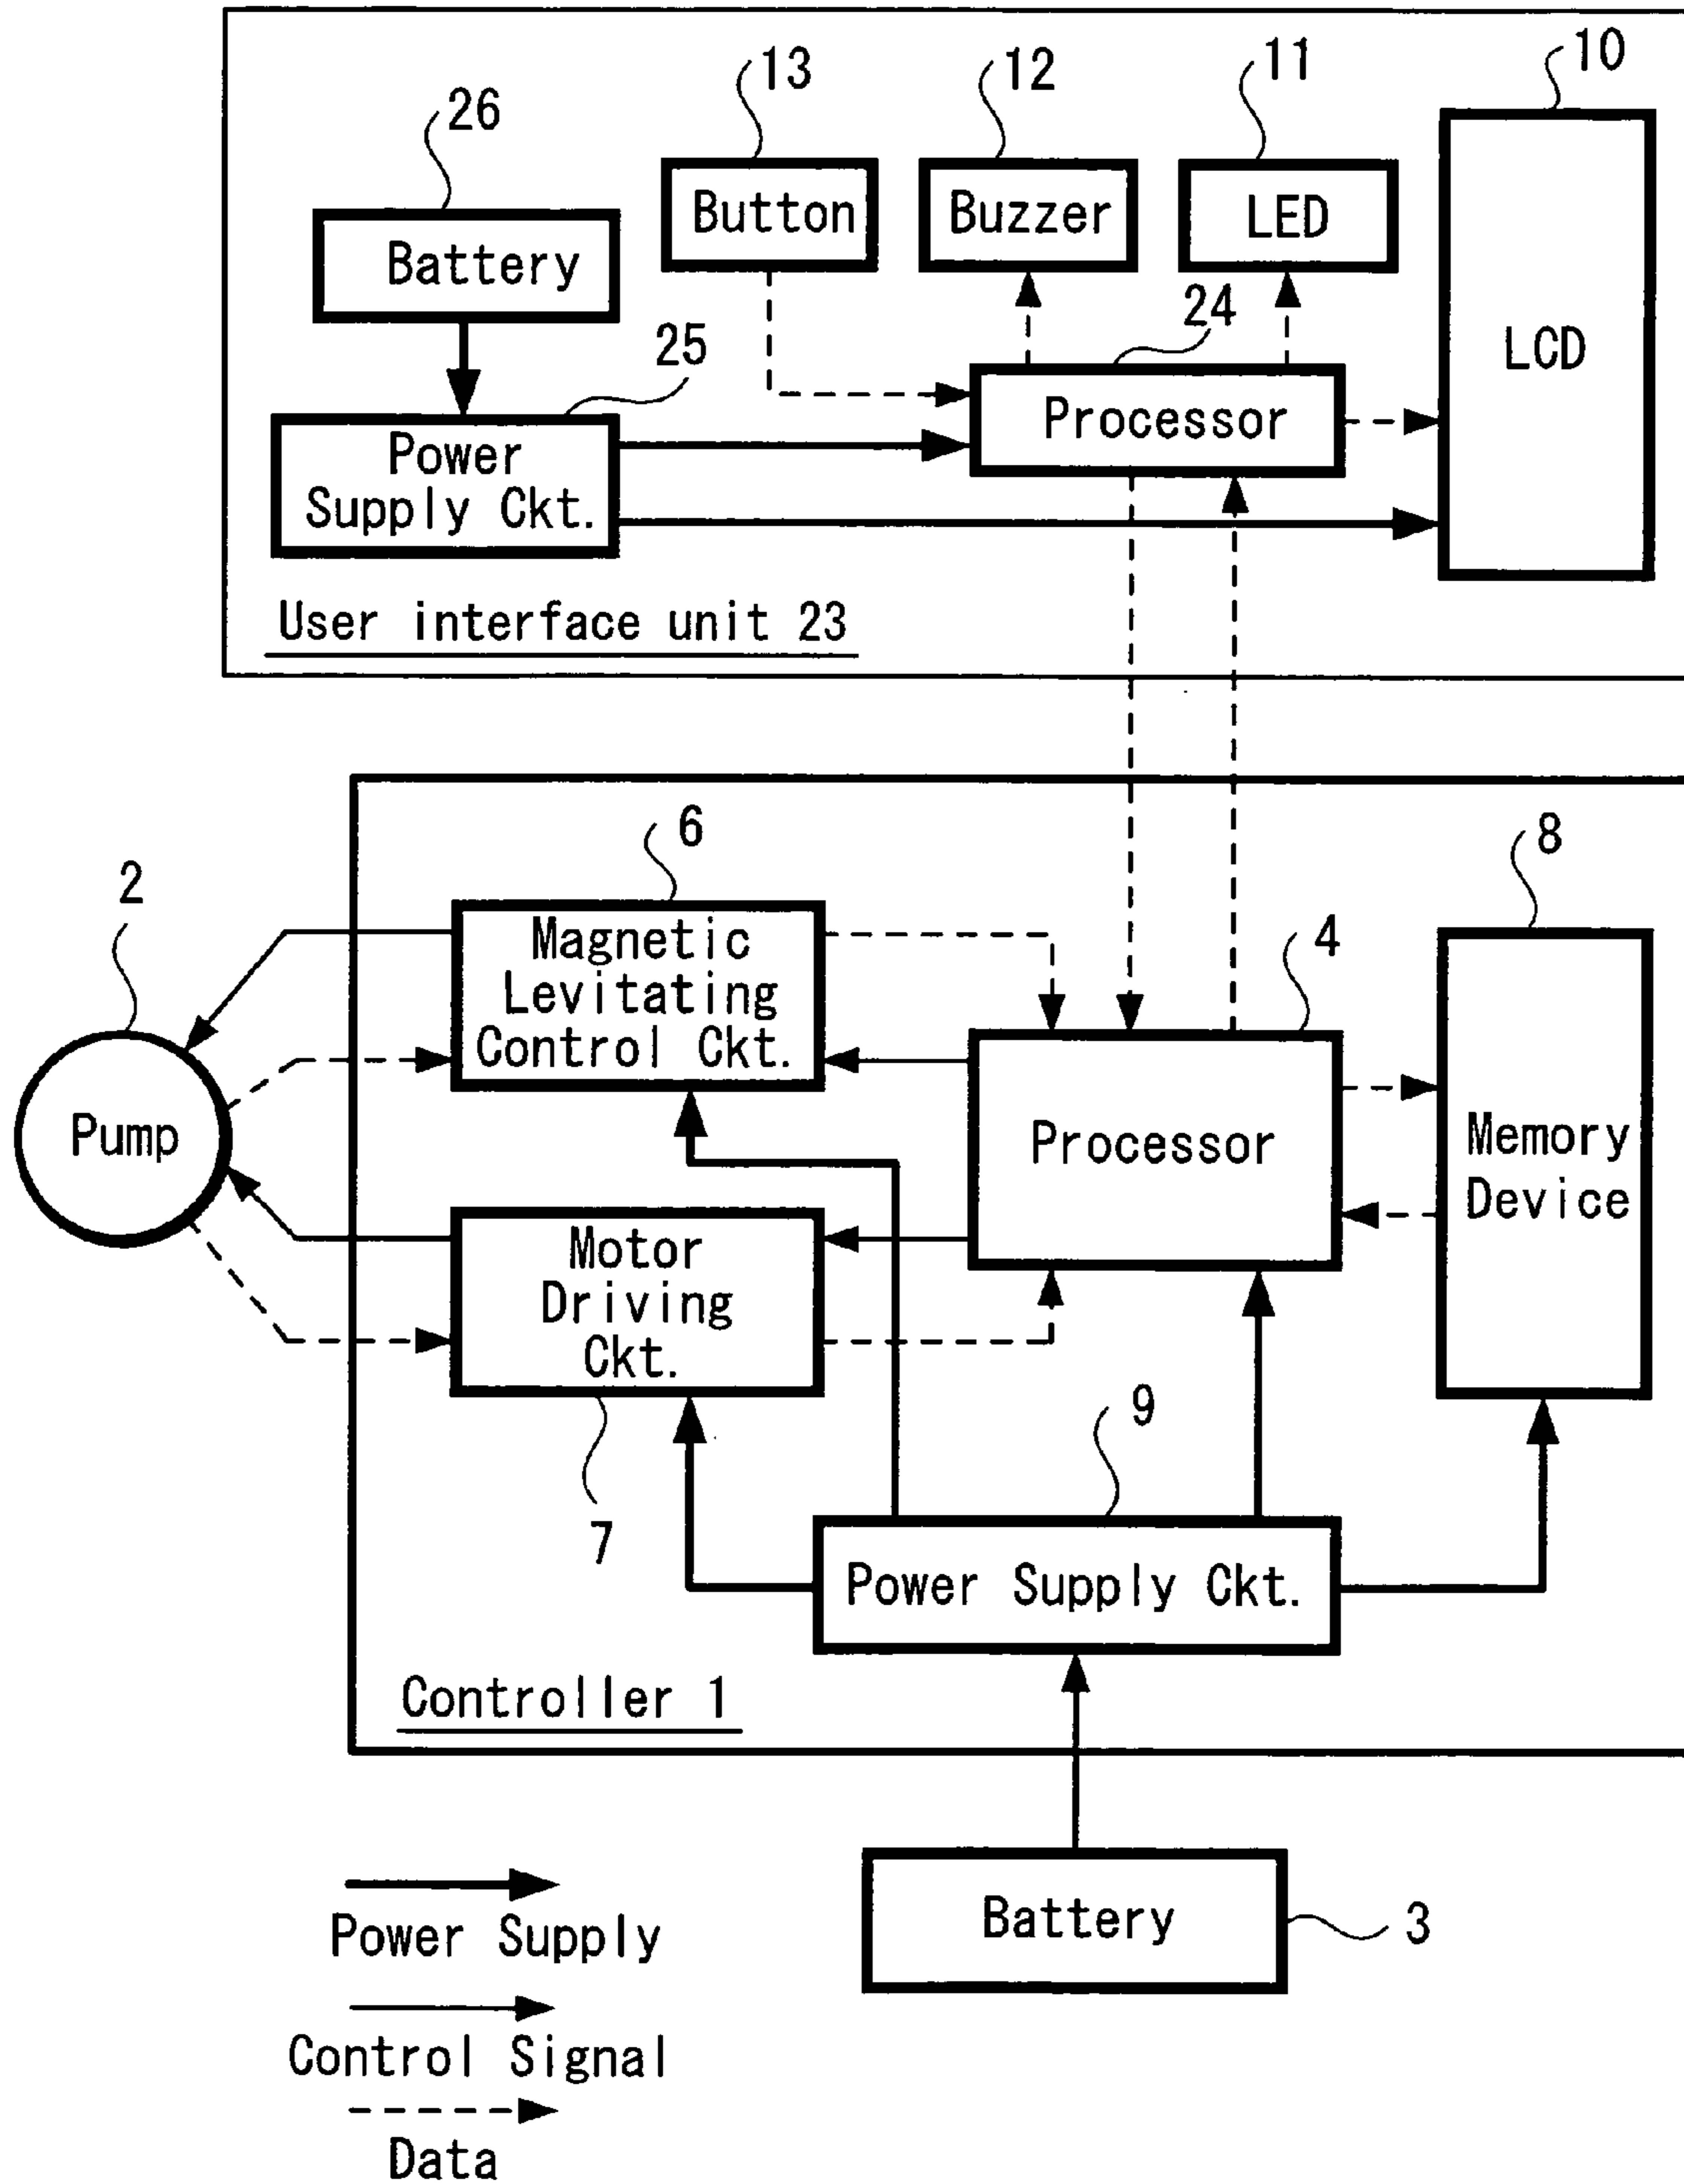 13
12
11
10
26
Button
Buzzer
LED
Battery
24
25
LCD
Processor
Power
Supply Ckt.
User interface unit 23
6
8
2
4
Magnetic
Levitating
Control Ckt.
Pump
Processor
Memory
Device
Motor
Driving
Ckt.
9
7
Power Supply Ckt.
Controller 1
Battery
3
Power Supply
Control Signal
Data